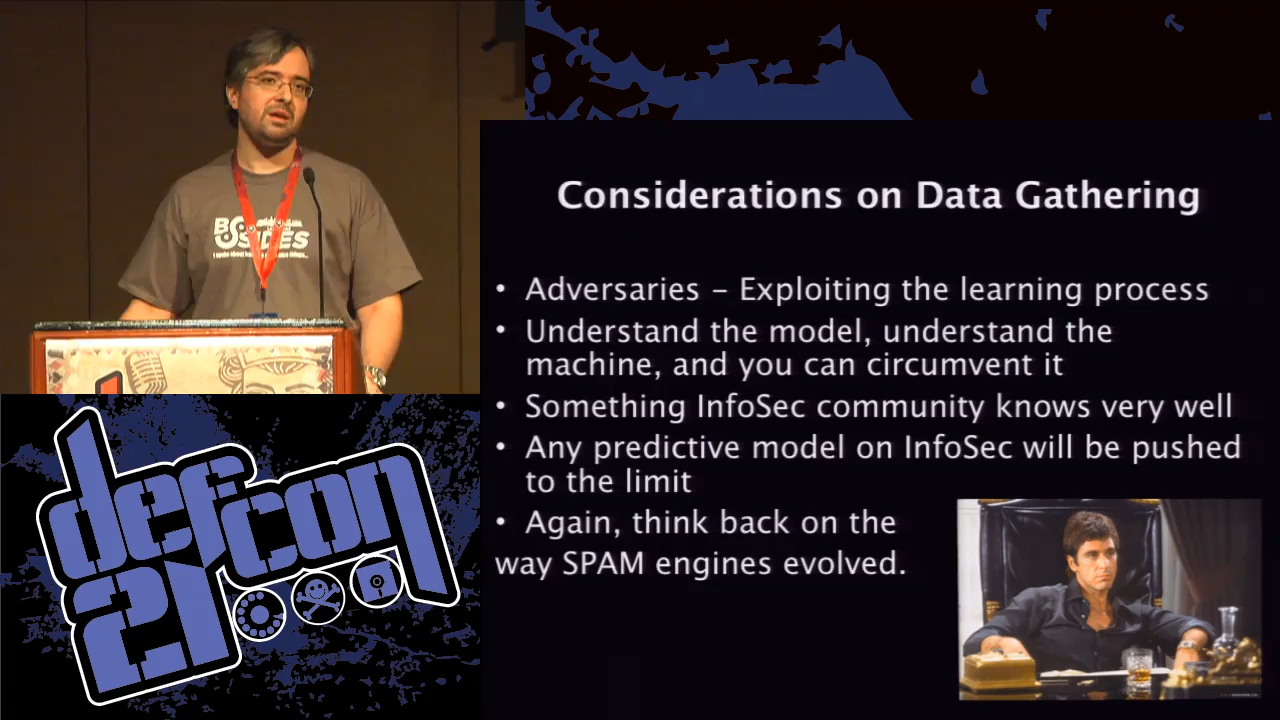 Considerations on Data Gathering
• Adversaries – Exploiting the learning process
• Understand the model, understand the
machine, and you can circumvent it
• Something InfoSec community knows very well
• Any predictive model on InfoSec will be pushed
to the limit
• Again, think back on the
way SPAM engines evolved.
BSIDES
defcon
21